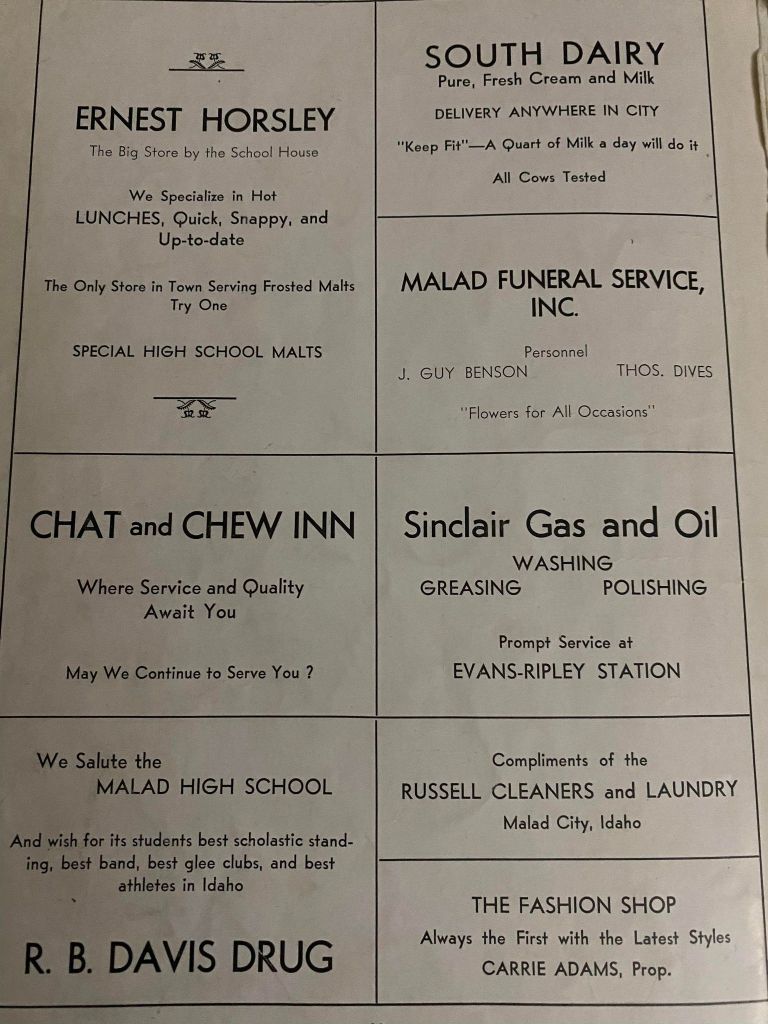 ERNEST HORSLEY
The Big Store by the School House
We Specialize in Hot
LUNCHES, Quick, Snappy, and
Up-to-date
The Only Store in Town Serving Frosted Malts
Try One
SPECIAL HIGH SCHOOL MALTS
SOUTH DAIRY
Pure, Fresh Cream and Milk
DELIVERY ANYWHERE IN CITY
"Keep Fit"—A Quart of Milk a day will do it
All Cows Tested
MALAD FUNERAL SERVICE,
INC.
Personnel
J. GUY BENSON THOS. DIVES
"Flowers for All Occasions"
CHAT and CHEW INN
Where Service and Quality
Await You
May We Continue to Serve You ?
Sinclair Gas and Oil
WASHING
GREASING POLISHING
Prompt Service at
EVANS-RIPLEY STATION
We Salute the
MALAD HIGH SCHOOL
And wish for its students best scholastic stand-
ing, best band, best glee clubs, and best
athletes in Idaho
R. B. DAVIS DRUG
Compliments of the
RUSSELL CLEANERS and LAUNDRY
Malad City, Idaho
THE FASHION SHOP
Always the First with the Latest Styles
CARRIE ADAMS, Prop.